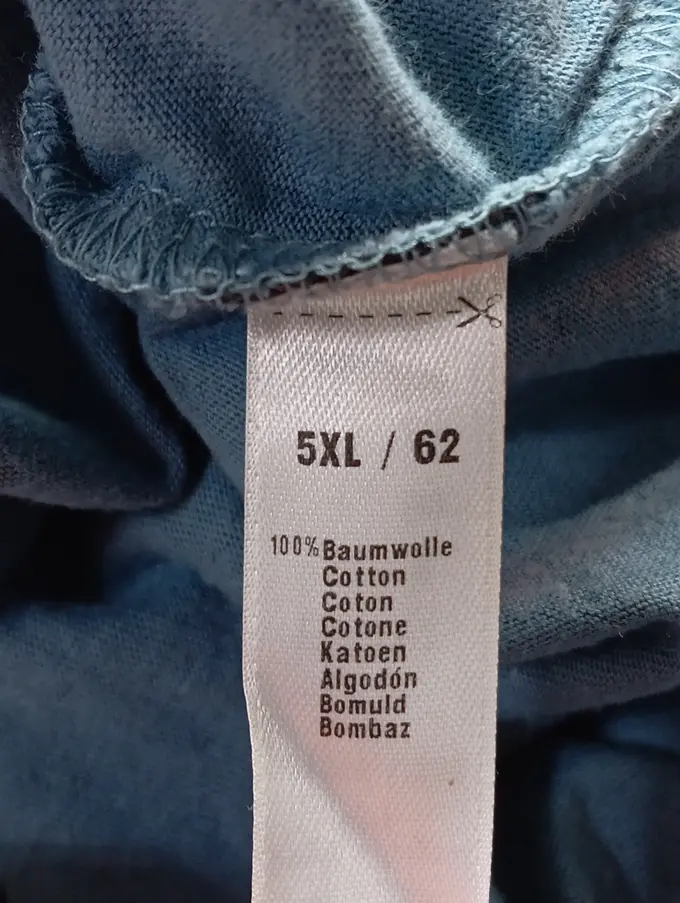 5XL / 62
100% Baumwolle
Cotton
Coton
Cotone
Katoen
Algodón
Bomuld
Bombaz